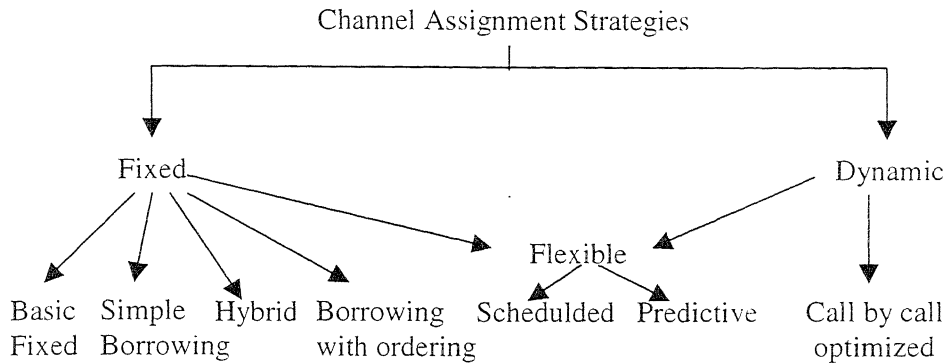 Channel Assignment Strategies
Fixed
Dynamic
Flexible
Basic Fixed
Simple Borrowing
Hybrid
Borrowing with ordering
Schedulded
Predictive
Call by call optimized